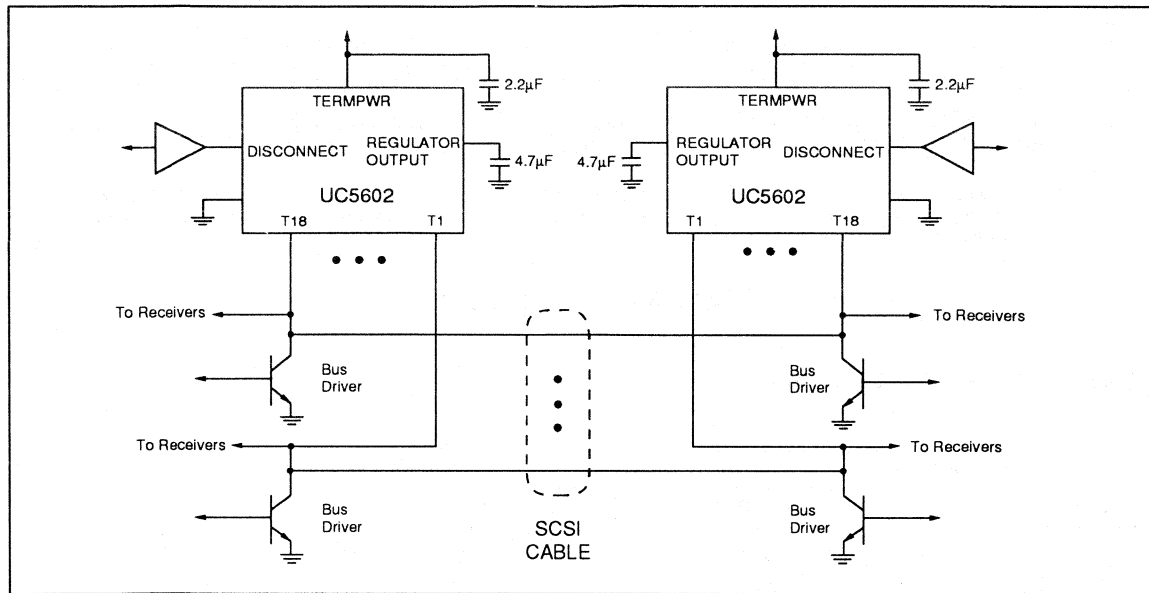 TERMPWR
2.2µF
DISCONNECT
REGULATOR
OUTPUT
4.7µF
UC5602
T18
T1
TERMPWR
2.2µF
4.7µF
REGULATOR
OUTPUT
DISCONNECT
UC5602
T1
T18
To Receivers
To Receivers
Bus
Driver
Bus
Driver
To Receivers
To Receivers
Bus
Driver
Bus
Driver
SCSI
CABLE